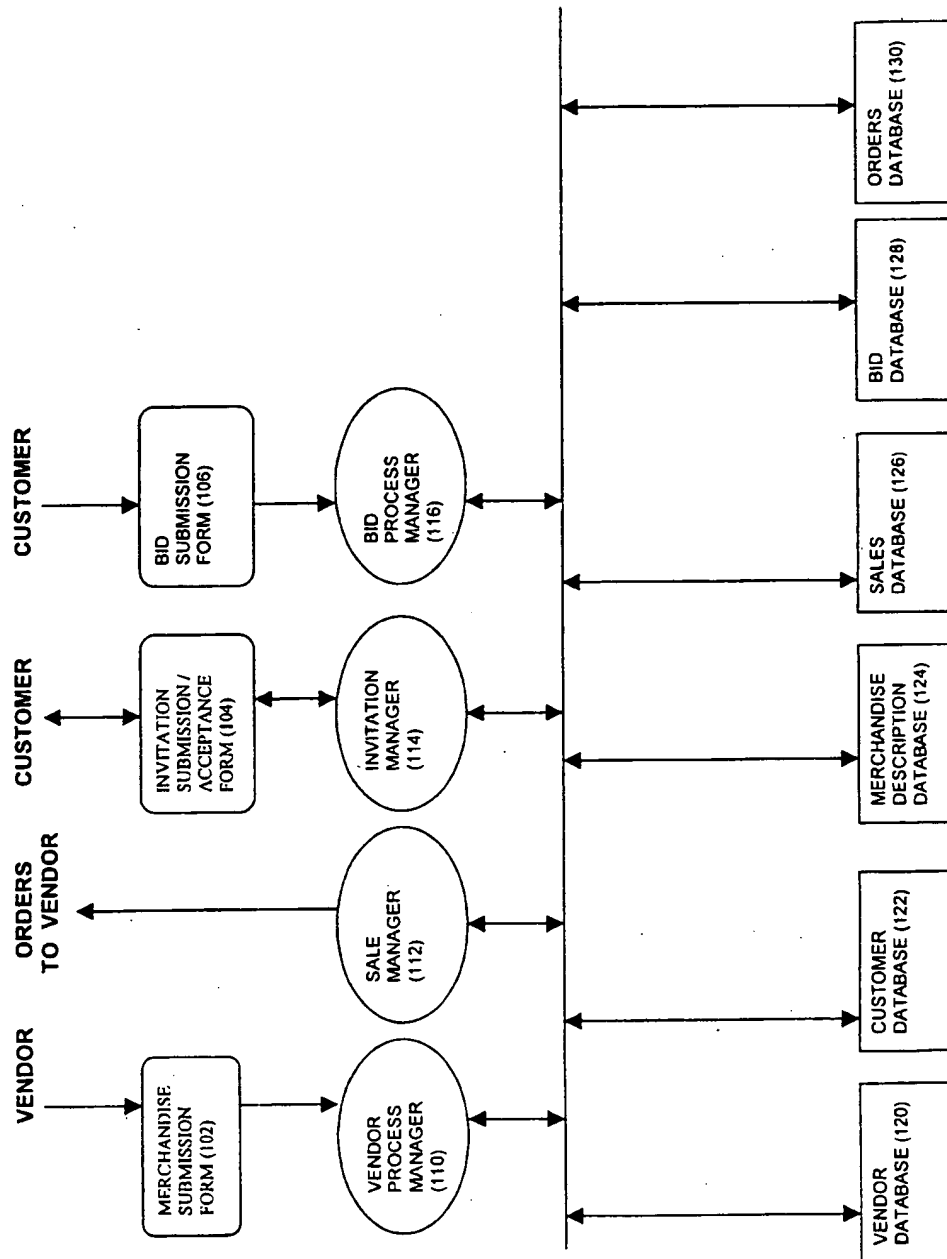 VENDOR
ORDERS
TO VENDOR
CUSTOMER
CUSTOMER
MERCHANDISE
SUBMISSION
FORM (102)
INVITATION
SUBMISSION /
ACCEPTANCE
FORM (104)
BID
SUBMISSION
FORM (106)
VENDOR
PROCESS
MANAGER
(110)
SALE
MANAGER
(112)
INVITATION
MANAGER
(114)
BID
PROCESS
MANAGER
(116)
VENDOR
DATABASE (120)
CUSTOMER
DATABASE (122)
MERCHANDISE
DESCRIPTION
DATABASE (124)
SALES
DATABASE (126)
BID
DATABASE (128)
ORDERS
DATABASE (130)